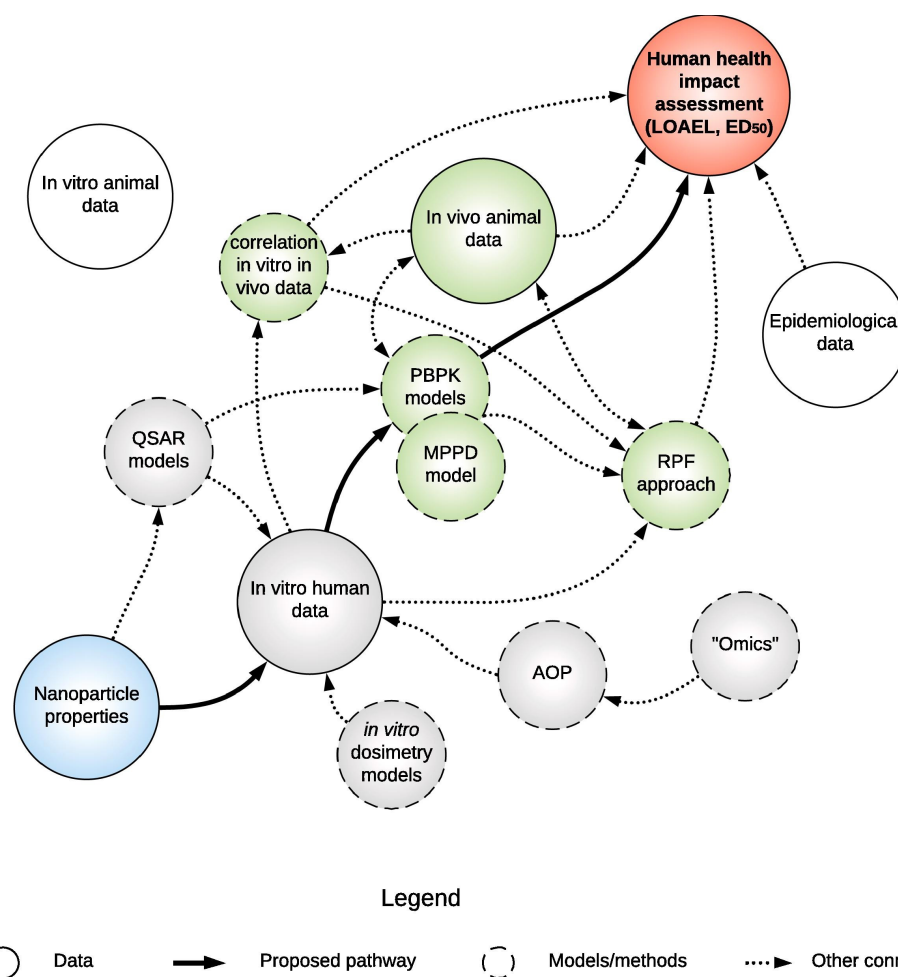 Human health
impact
assessment
(LOAEL, ED50)
In vitro animal
data
In vivo animal
data
correlation
in vitro in
vivo data
Epidemiologica
data
PBPK
models
QSAR
models
MPPD
model
RPF
approach
In vitro human
data
"Omics"
AOP
Nanoparticle
properties
in vitro
dosimetry
models
Legend
Data
Proposed pathway
Models/methods
Other conn